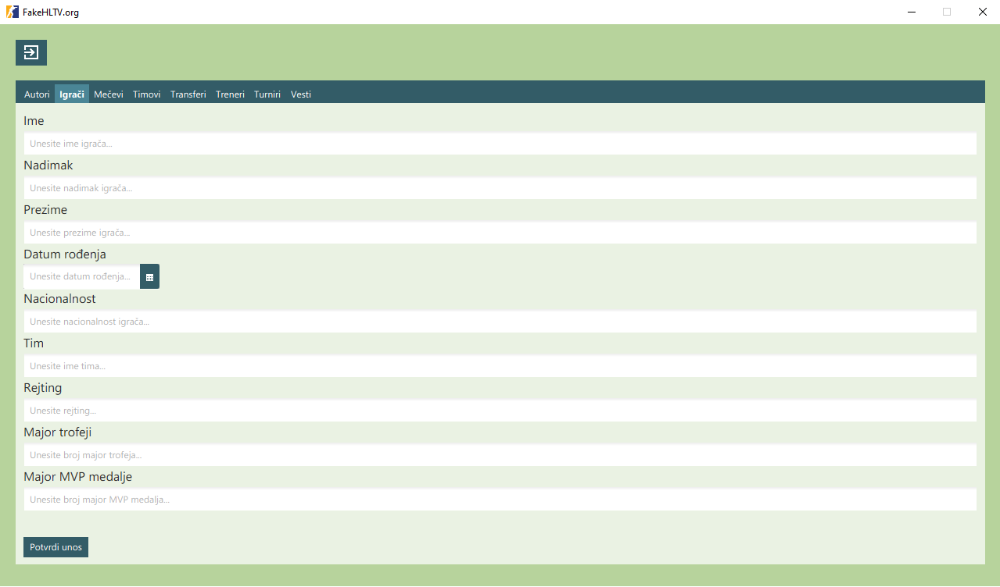 FakeHLTV.org
Autori Igrači Mečevi Timovi Transferi Treneri Turniri Vesti
Ime
Unesite ime igrača...
Nadimak
Unesite nadimak igrača...
Prezime
Unesite prezime igrača...
Datum rođenja
Unesite datum rođenja...
Nacionalnost
Unesite nacionalnost igrača...
Tim
Unesite ime tima...
Rejting
Unesite rejting...
Major trofeji
Unesite broj major trofeja...
Major MVP medalje
Unesite broj major MVP medalja...
Potvrdi unos